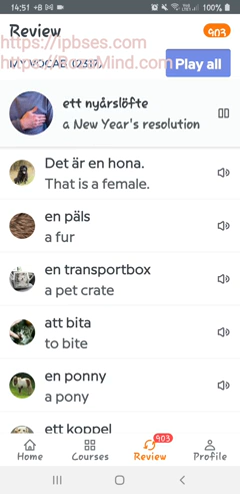 14:51
100%
Review
903
https://ipbses.com
MY VOCAB (2317)
Play all
ett nyårslöfte
a New Year's resolution
Det är en hona.
That is a female.
en päls
a fur
en transportbox
a pet crate
att bita
to bite
en ponny
a pony
ett koppel
903
Home Courses Review Profile